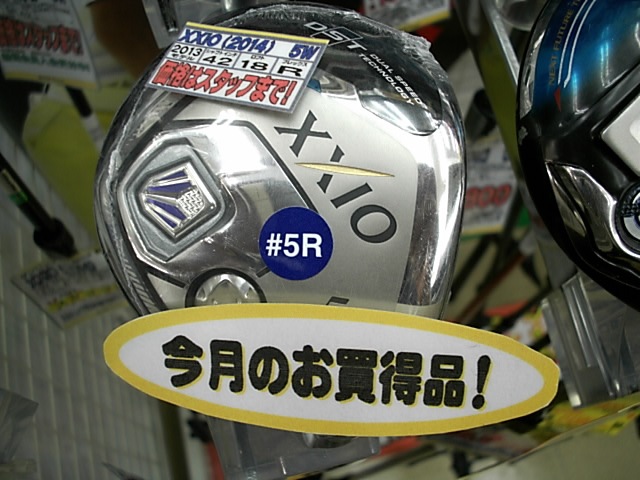 XXIO (2014) 5W
2013 42 18 R
価格はスタッフまで!
DST
DUAL SPEED
TECHNOLOGY
XXIO
#5R
今月のお買得品!